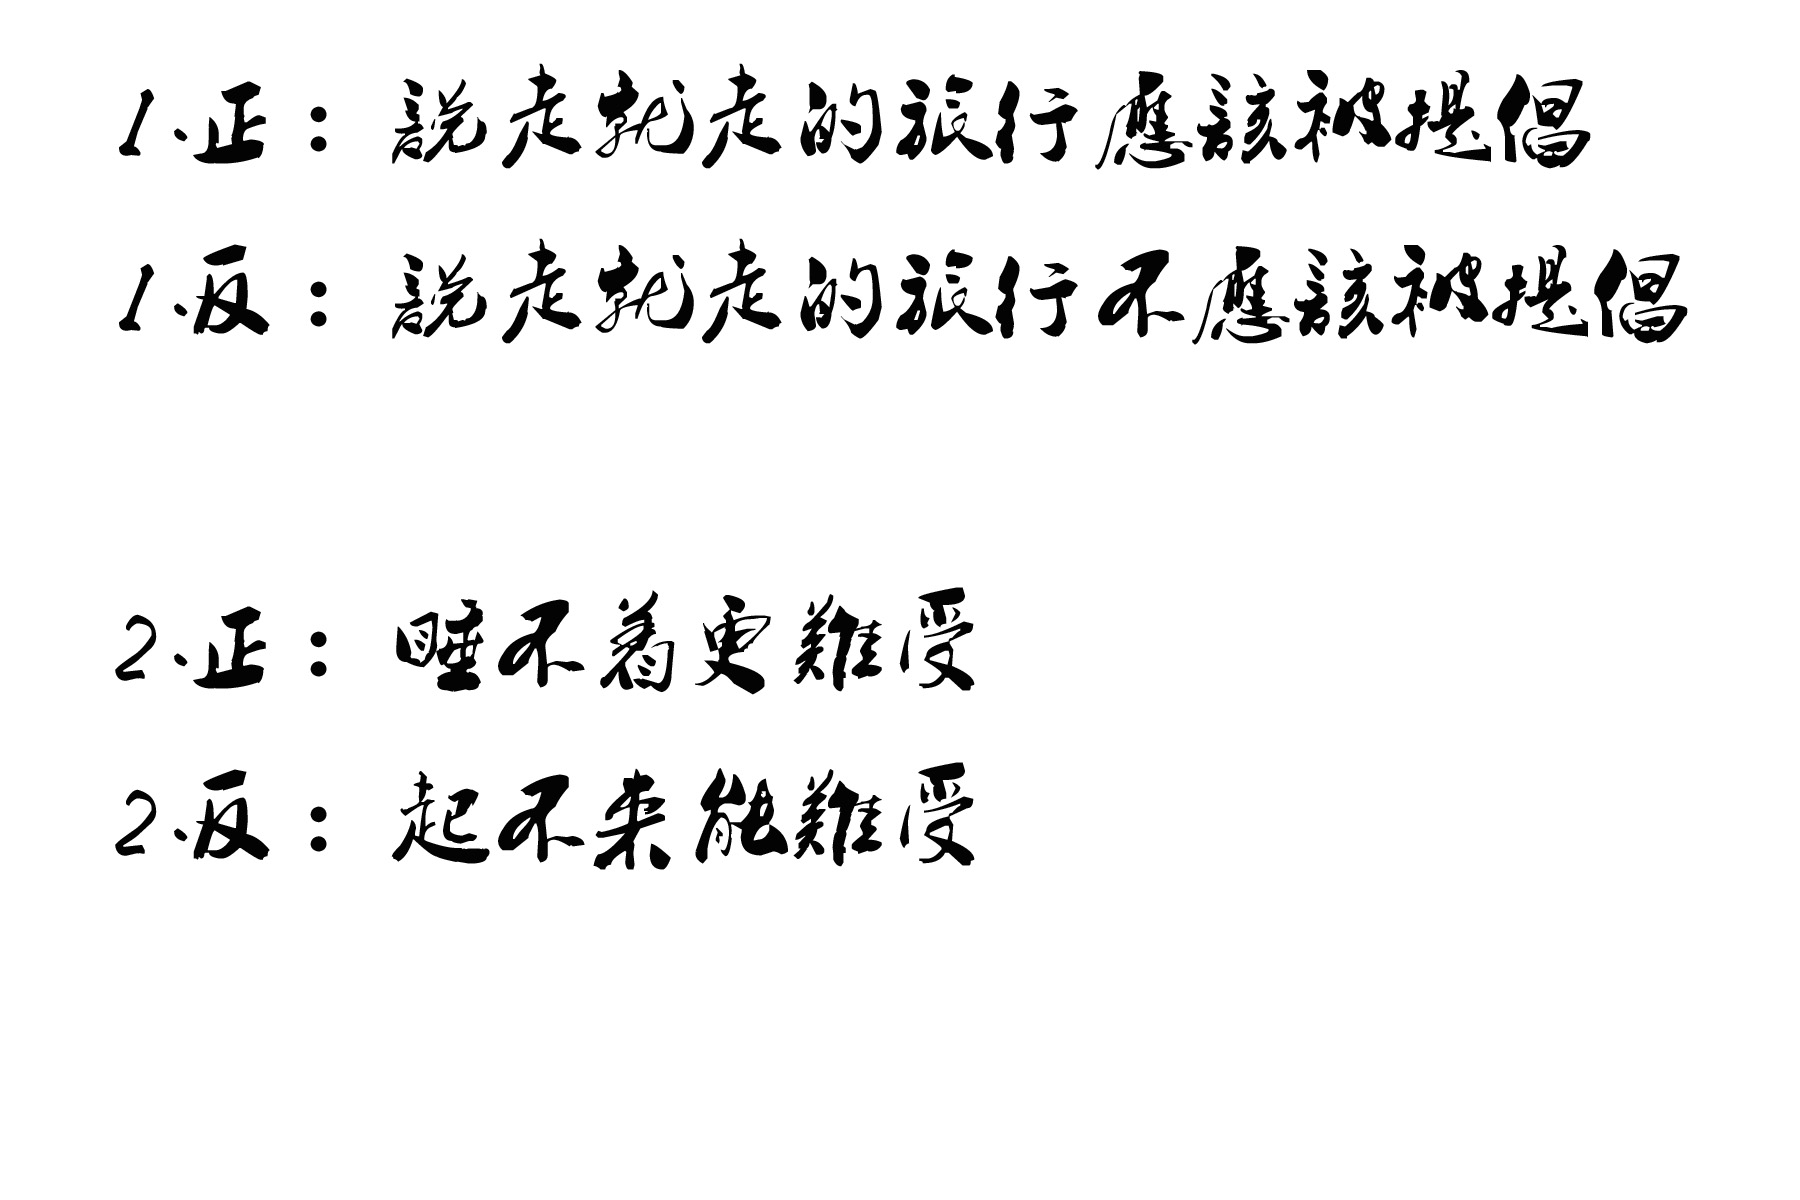 1.正：說走就走的旅行應該被提倡
1.反：說走就走的旅行不應該被提倡
2.正：睡不着更難受
2.反：起不来能難受